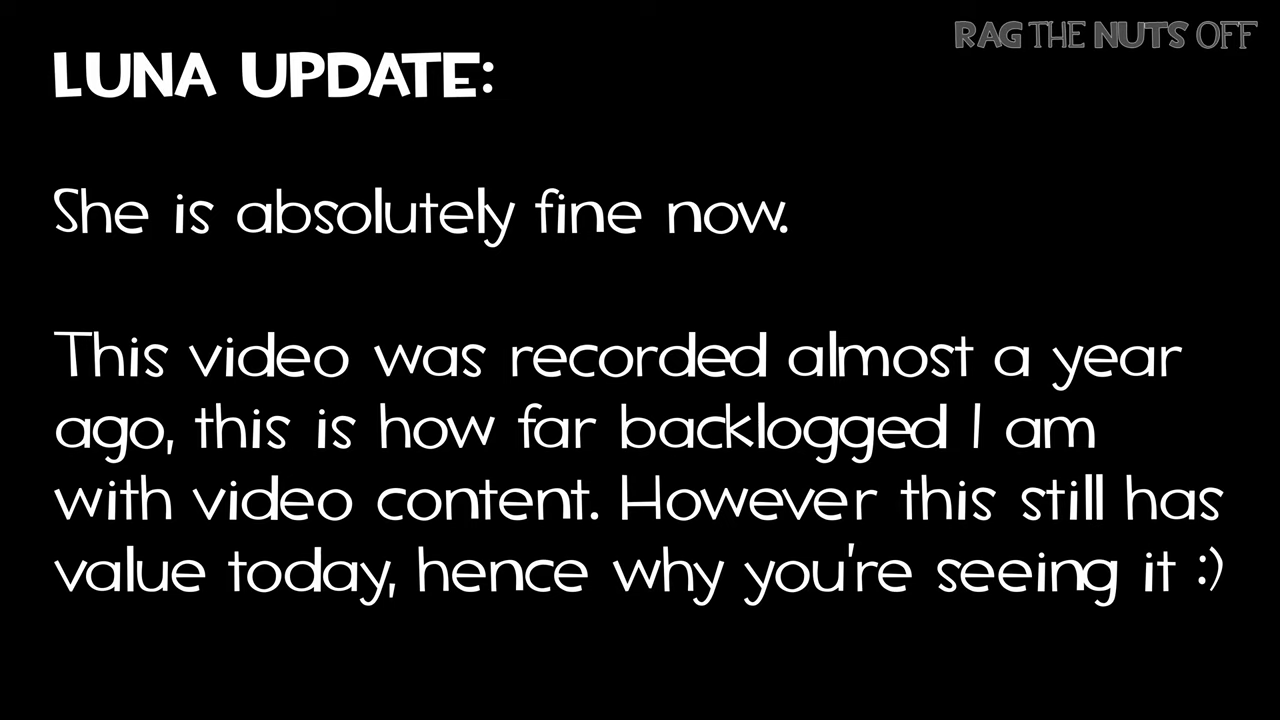 RAG THE NUTS OFF
LUNA UPDATE:
She is absolutely fine now.
This video was recorded almost a year
ago, this is how far backlogged I am
with video content. However this still has
value today, hence why you're seeing it :)